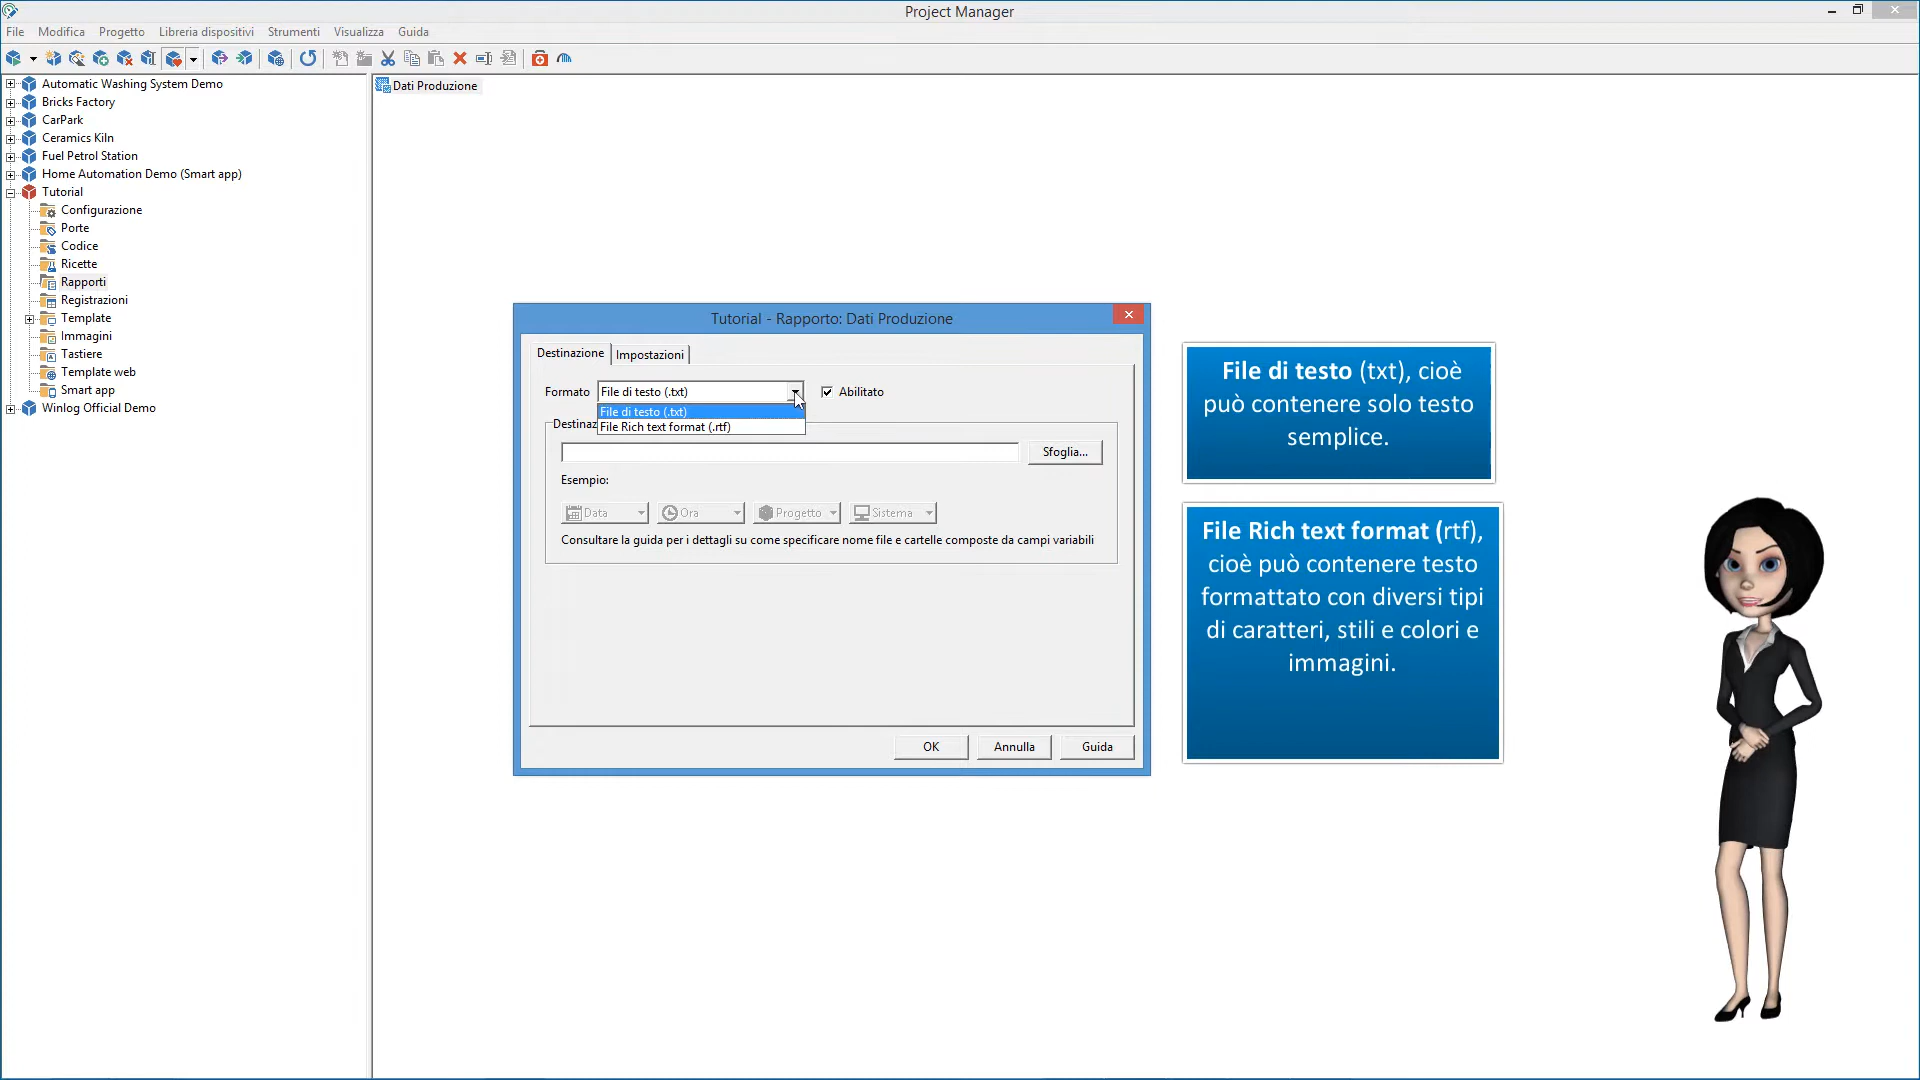 Project Manager
File Modifica Progetto Libreria dispositivi Strumenti Visualizza Guida
Automatic Washing System Demo
Bricks Factory
CarPark
Ceramics Kiln
Fuel Petrol Station
Home Automation Demo (Smart app)
Tutorial
Configurazione
Porte
Codice
Ricette
Rapporti
Registrazioni
Template
Immagini
Tastiere
Template web
Smart app
Winlog Official Demo
Dati Produzione
Tutorial - Rapporto: Dati Produzione
Destinazione Impostazioni
Formato File di testo (.txt) Abilitato
File di testo (.txt)
File Rich text format (.rtf)
Destinaz
Sfoglia...
Esempio:
Data Ora Progetto Sistema
Consultare la guida per i dettagli su come specificare nome file e cartelle composte da campi variabili
OK Annulla Guida
File di testo (txt), cioè
può contenere solo testo
semplice.
File Rich text format (rtf),
cioè può contenere testo
formattato con diversi tipi
di caratteri, stili e colori e
immagini.